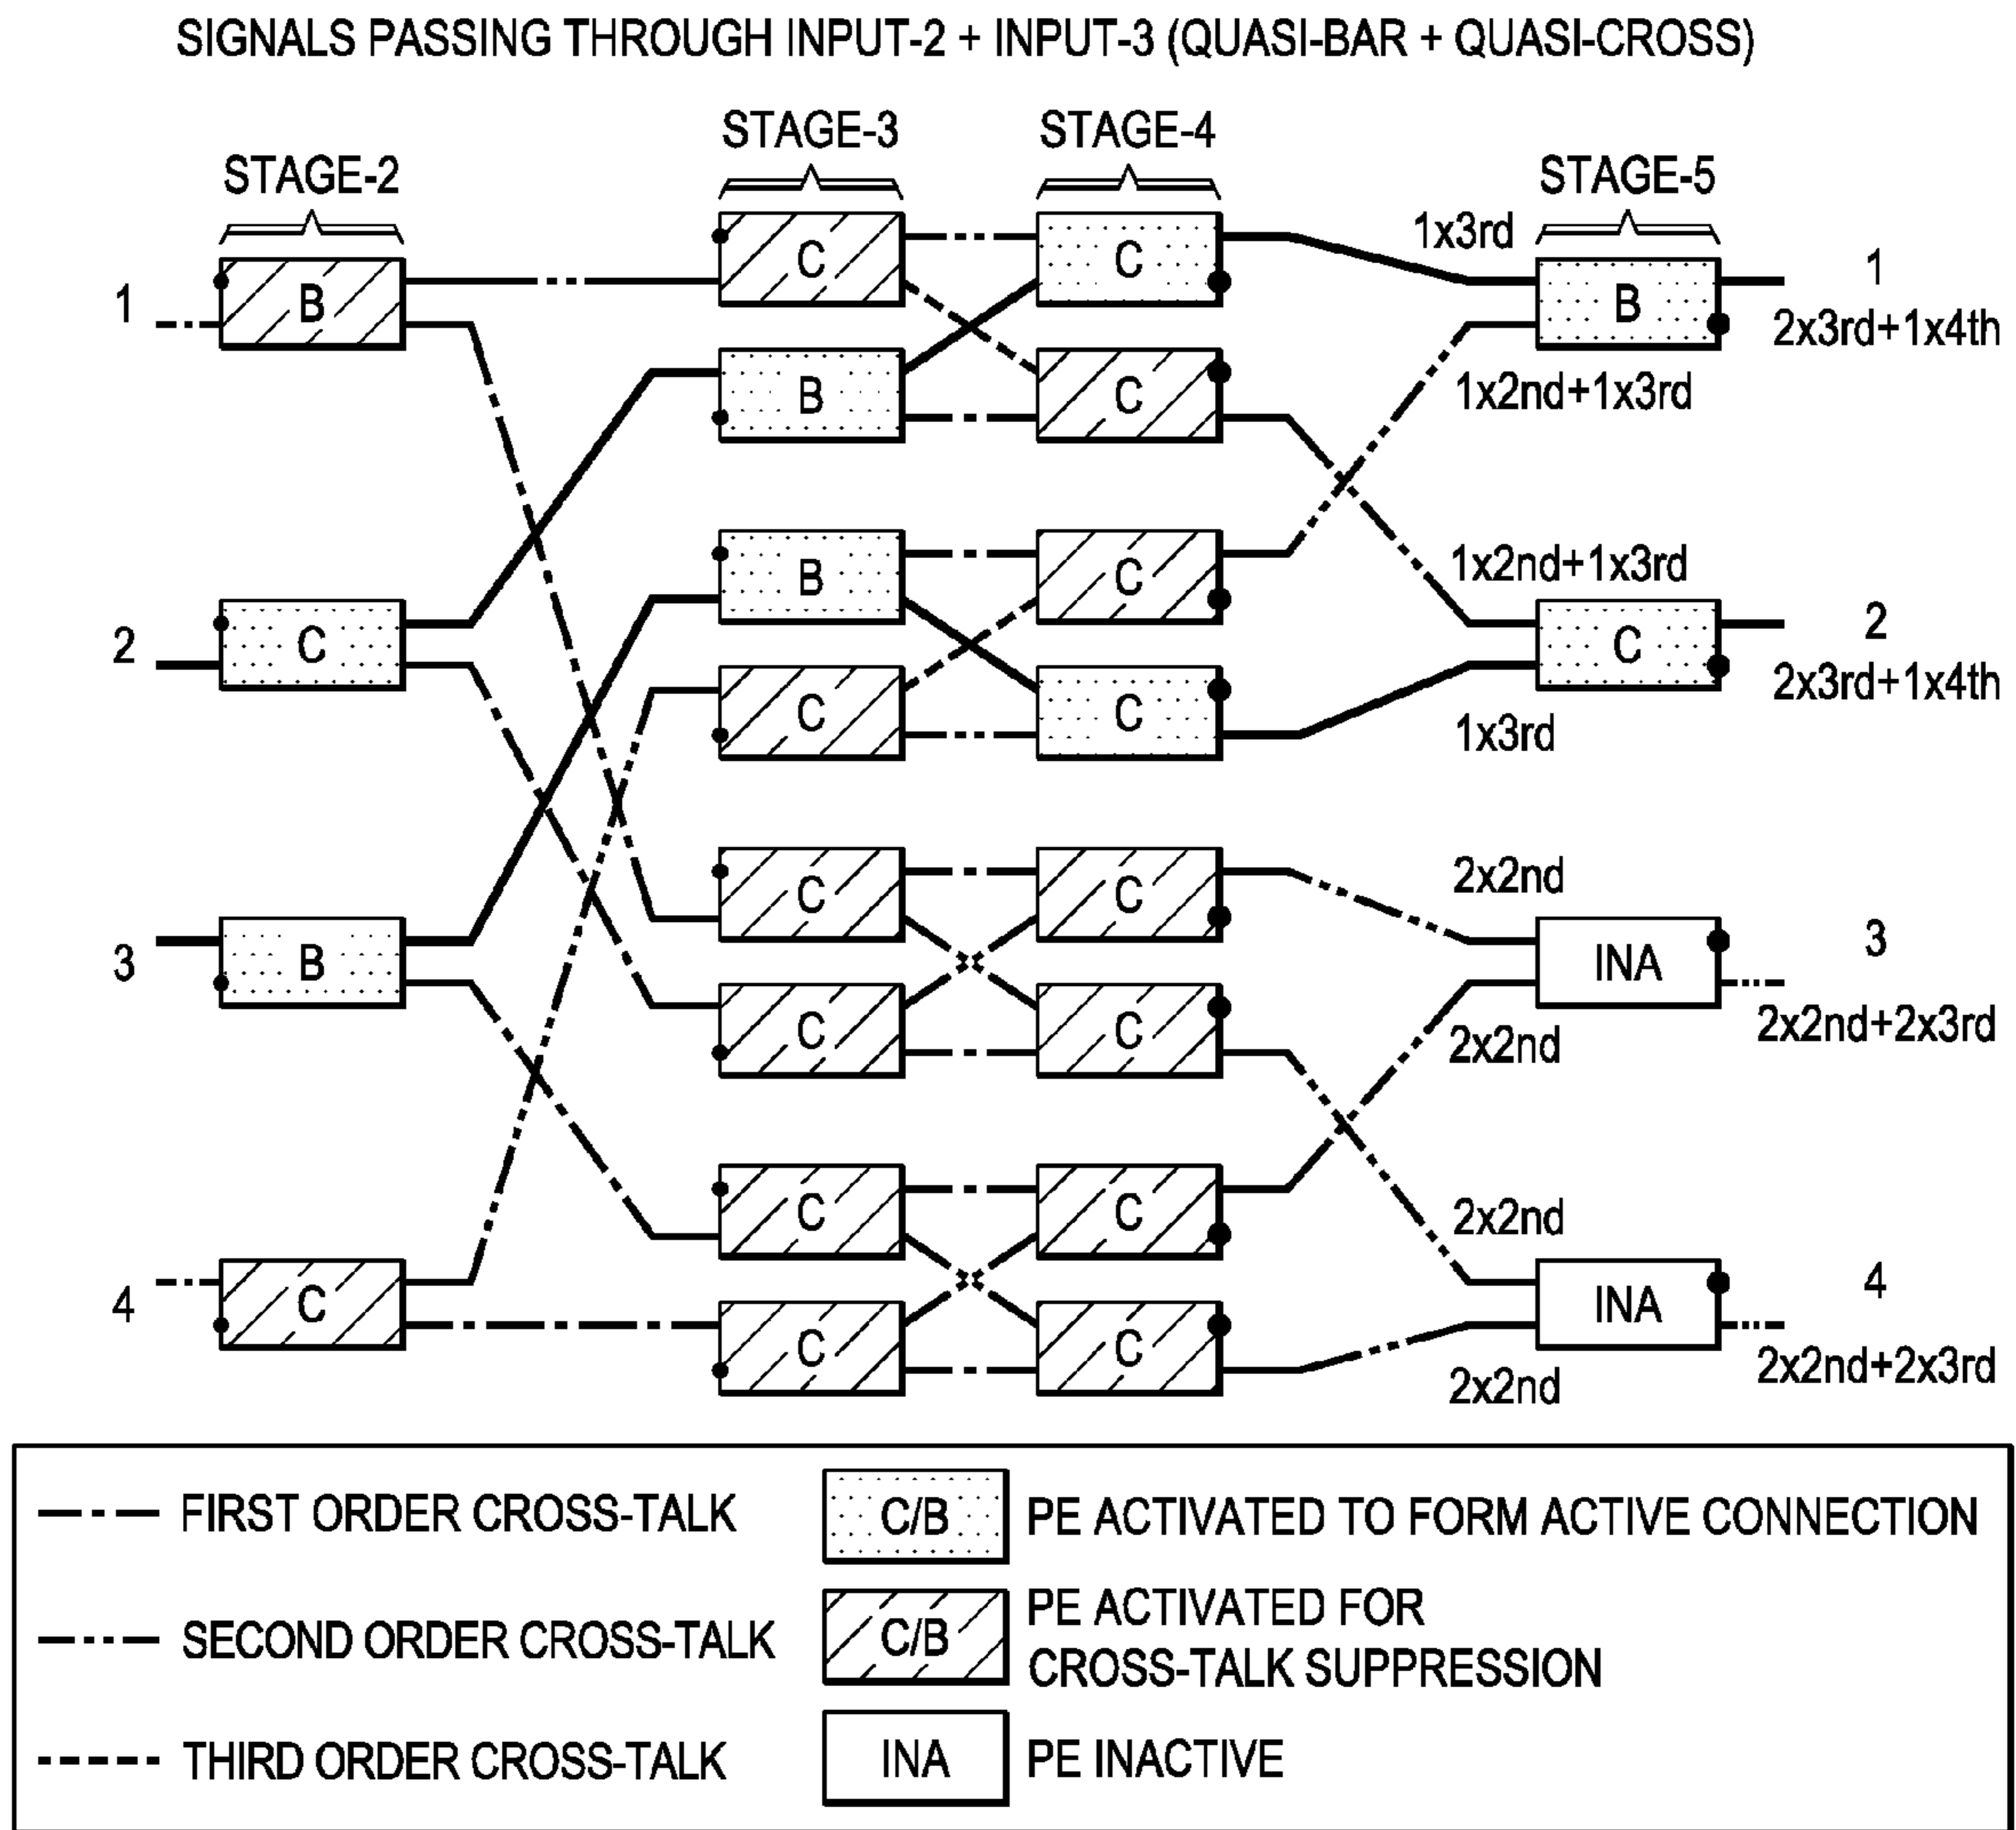 SIGNALS PASSING THROUGH INPUT-2 + INPUT-3 (QUASI-BAR + QUASI-CROSS)
STAGE-2
STAGE-3
STAGE-4
STAGE-5
1
B
C
C
1x3rd
B
1
2x3rd+1x4th
B
C
1x2nd+1x3rd
2
C
B
C
1x2nd+1x3rd
C
2
2x3rd+1x4th
C
C
1x3rd
3
B
C
C
2x2nd
INA
3
2x2nd+2x3rd
C
C
2x2nd
4
C
C
C
2x2nd
INA
4
2x2nd+2x3rd
C
C
2x2nd
FIRST ORDER CROSS-TALK
C/B
PE ACTIVATED TO FORM ACTIVE CONNECTION
SECOND ORDER CROSS-TALK
C/B
PE ACTIVATED FOR
CROSS-TALK SUPPRESSION
THIRD ORDER CROSS-TALK
INA
PE INACTIVE